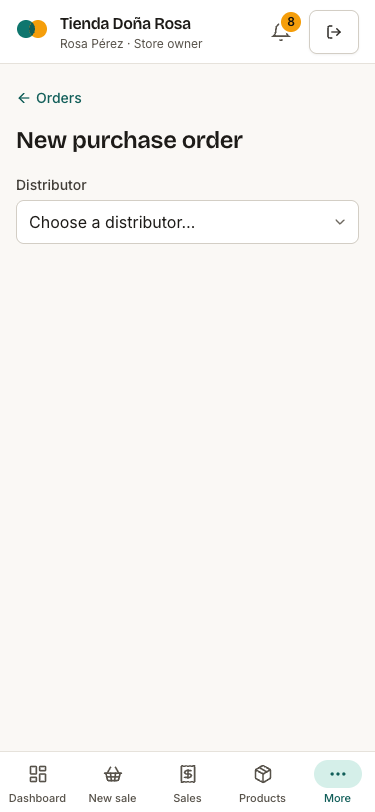 Tienda Doña Rosa
Rosa Pérez · Store owner
8
Orders
New purchase order
Distributor
Choose a distributor...
Dashboard
New sale
Sales
Products
More